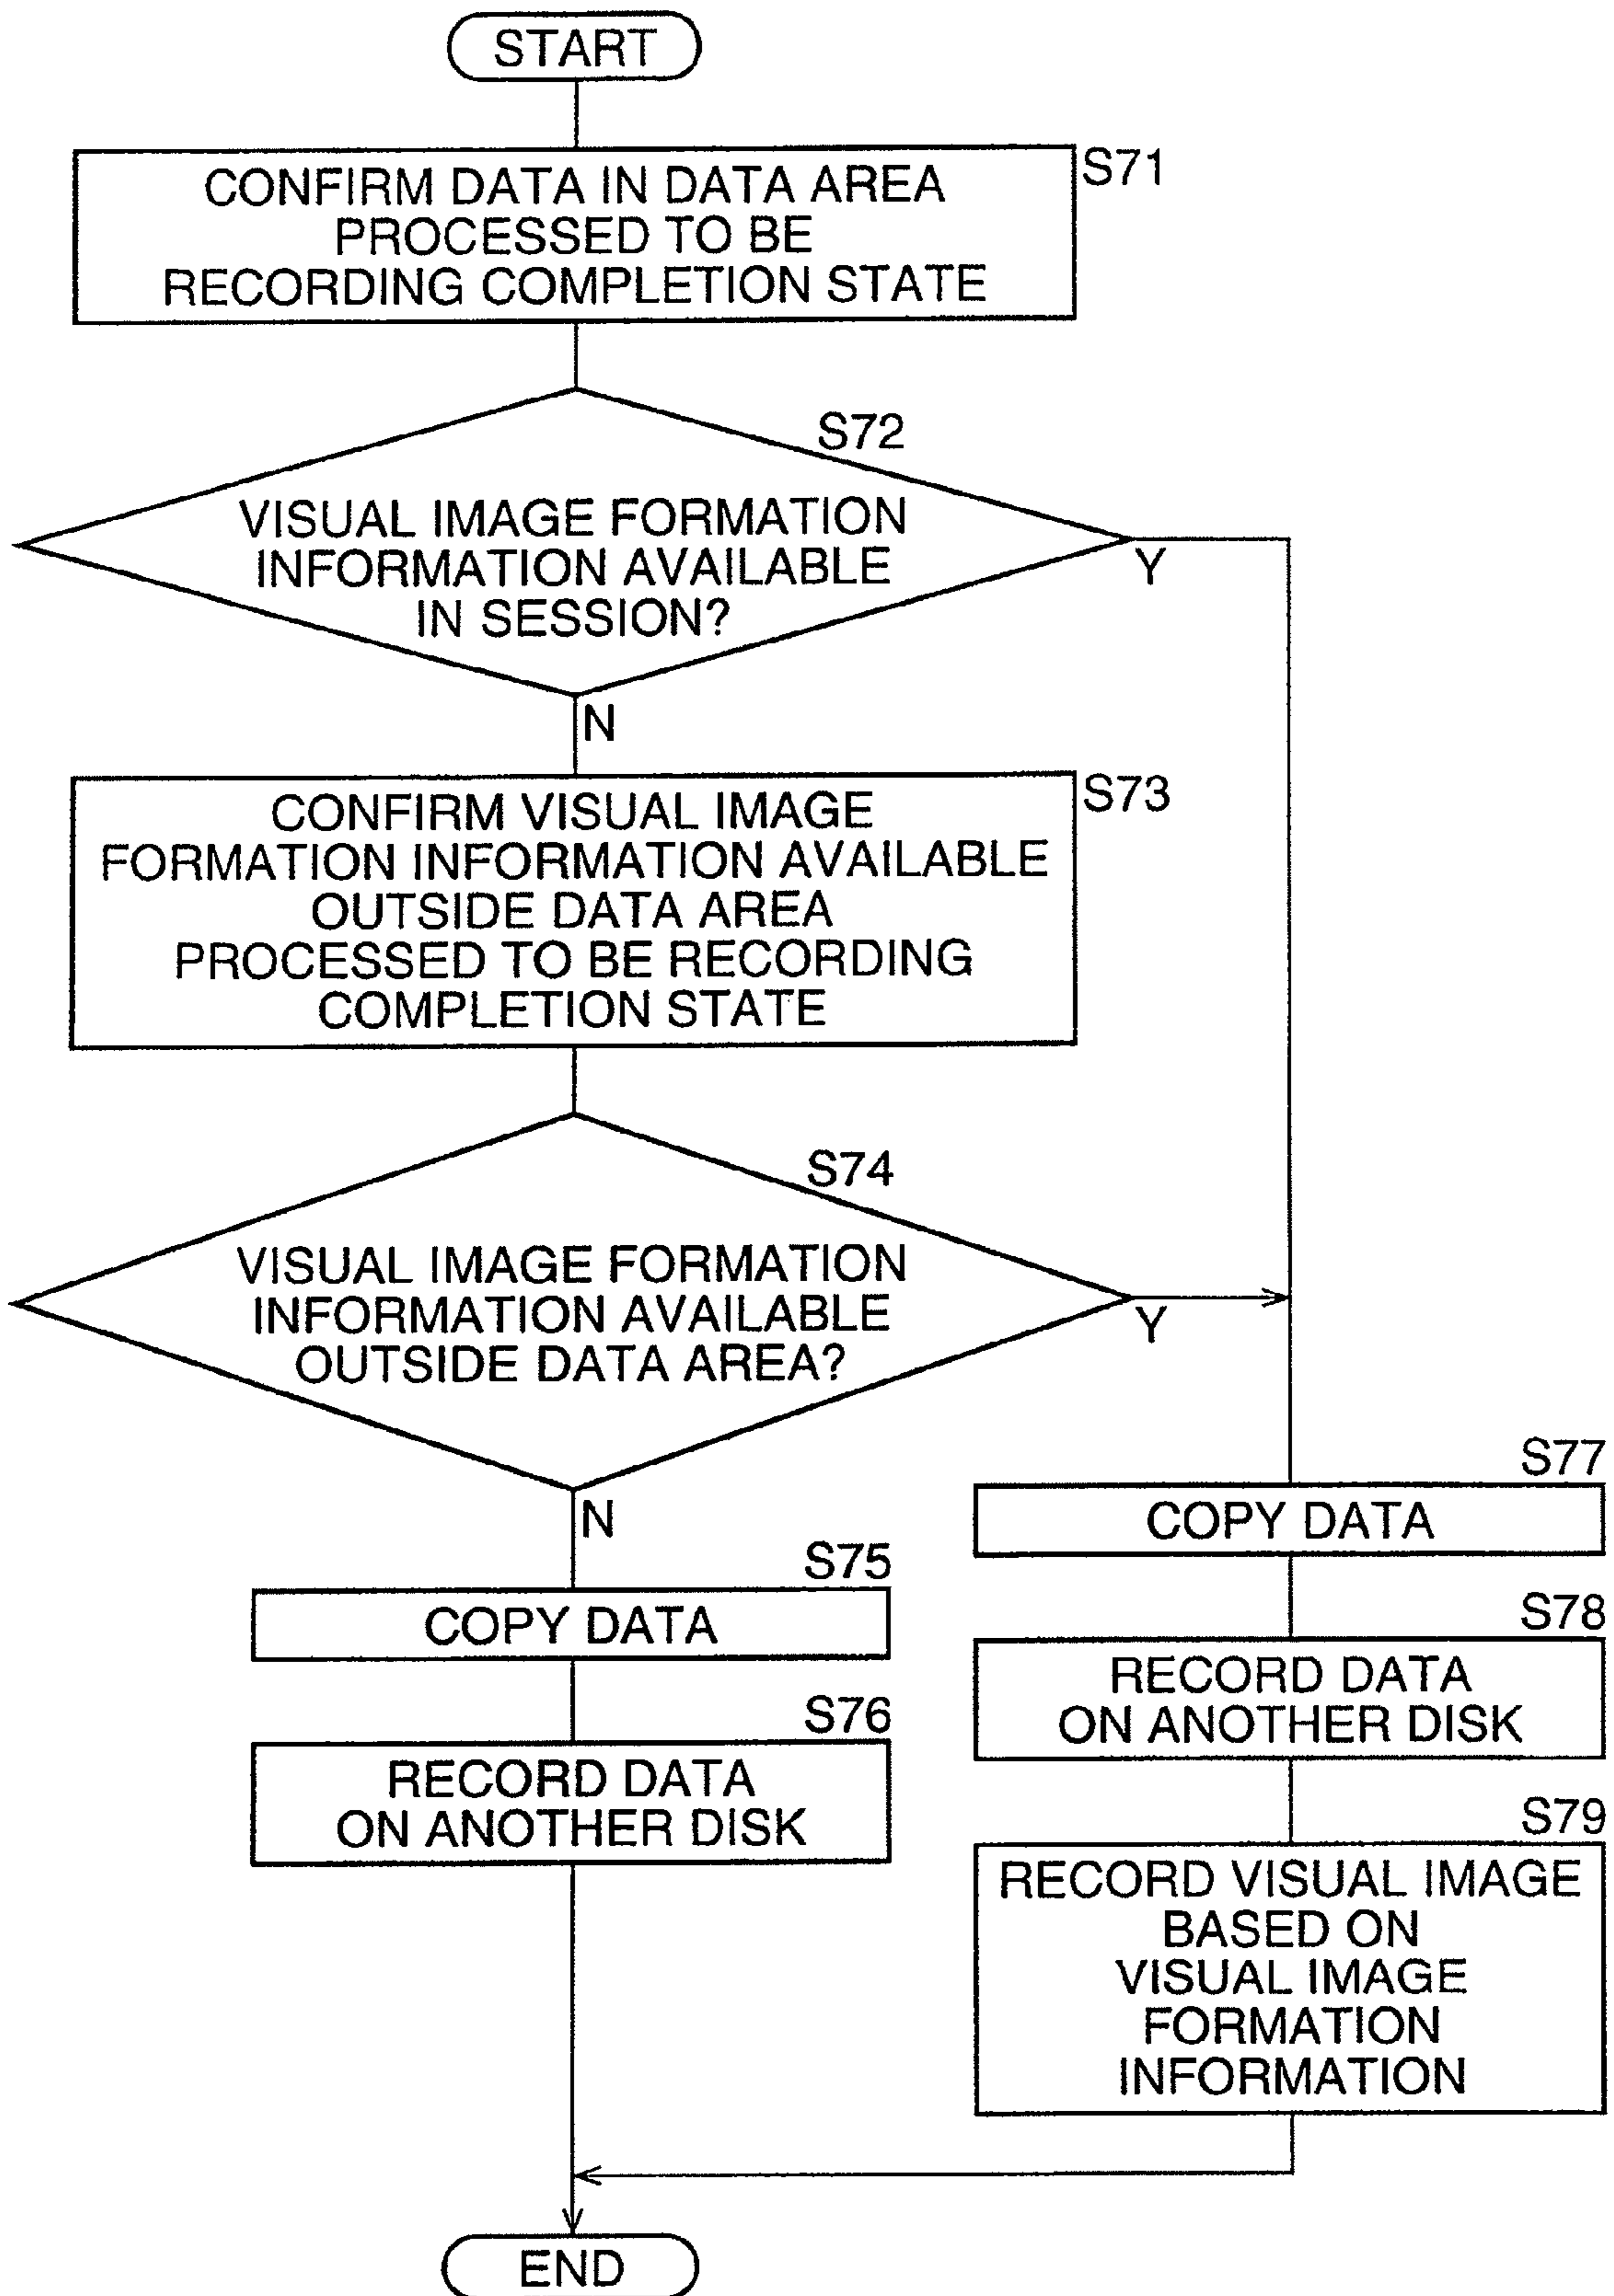 START
S71
CONFIRM DATA IN DATA AREA
PROCESSED TO BE
RECORDING COMPLETION STATE
S72
VISUAL IMAGE FORMATION
INFORMATION AVAILABLE
IN SESSION?
Y
N
S73
CONFIRM VISUAL IMAGE
FORMATION INFORMATION AVAILABLE
OUTSIDE DATA AREA
PROCESSED TO BE RECORDING
COMPLETION STATE
S74
VISUAL IMAGE FORMATION
INFORMATION AVAILABLE
OUTSIDE DATA AREA?
Y
N
S75
COPY DATA
S76
RECORD DATA
ON ANOTHER DISK
S77
COPY DATA
S78
RECORD DATA
ON ANOTHER DISK
S79
RECORD VISUAL IMAGE
BASED ON
VISUAL IMAGE
FORMATION
INFORMATION
END